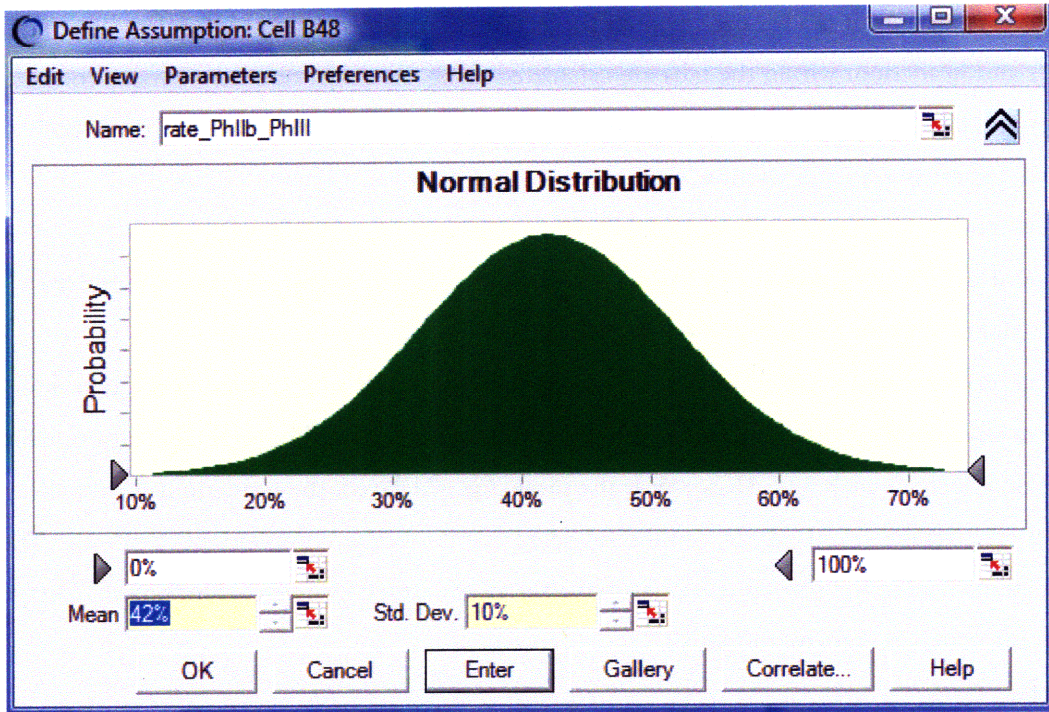 Define Assumption: Cell B48
Edit View Parameters Preferences Help
Name: rate_PhIIb_PhIII
Normal Distribution
Probability
10% 20% 30% 40% 50% 60% 70%
0% 100%
Mean 42% Std. Dev. 10%
OK Cancel Enter Gallery Correlate... Help